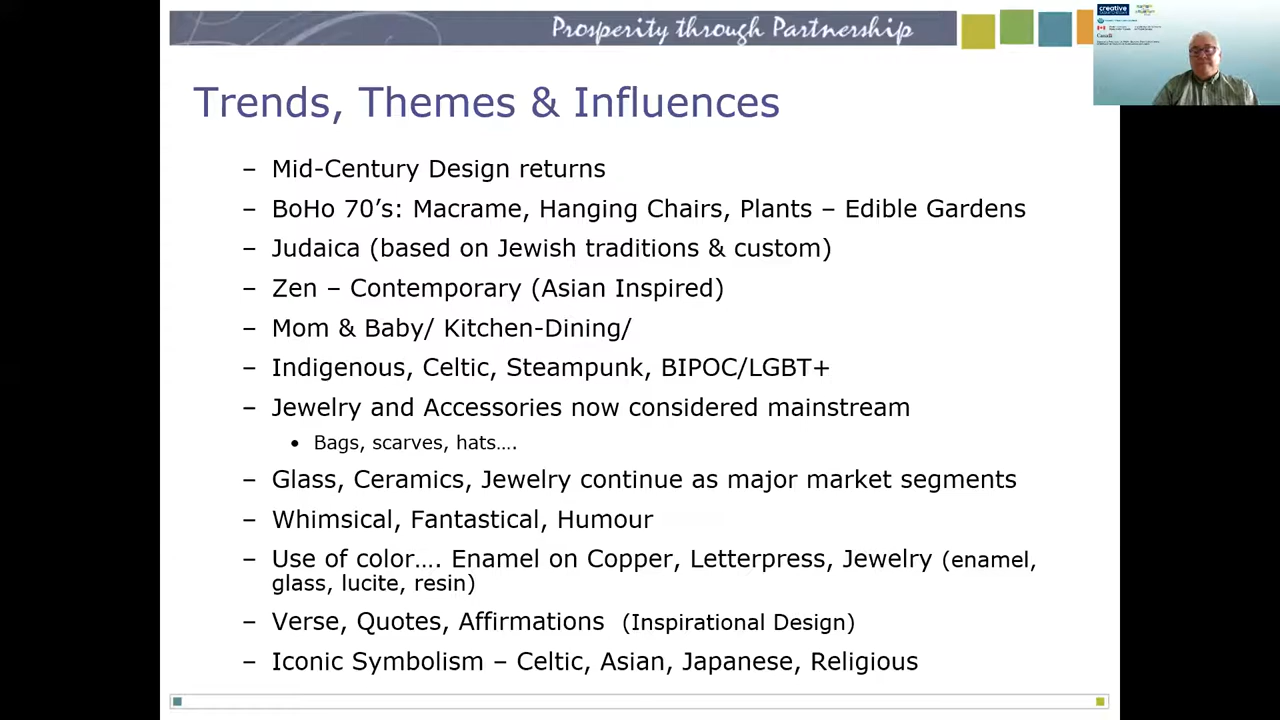 Prosperity through Partnership
creative
Canada
Trends, Themes & Influences
– Mid-Century Design returns
– BoHo 70’s: Macrame, Hanging Chairs, Plants – Edible Gardens
– Judaica (based on Jewish traditions & custom)
– Zen – Contemporary (Asian Inspired)
– Mom & Baby/ Kitchen-Dining/
– Indigenous, Celtic, Steampunk, BIPOC/LGBT+
– Jewelry and Accessories now considered mainstream
• Bags, scarves, hats….
– Glass, Ceramics, Jewelry continue as major market segments
– Whimsical, Fantastical, Humour
– Use of color…. Enamel on Copper, Letterpress, Jewelry (enamel,
glass, lucite, resin)
– Verse, Quotes, Affirmations (Inspirational Design)
– Iconic Symbolism – Celtic, Asian, Japanese, Religious